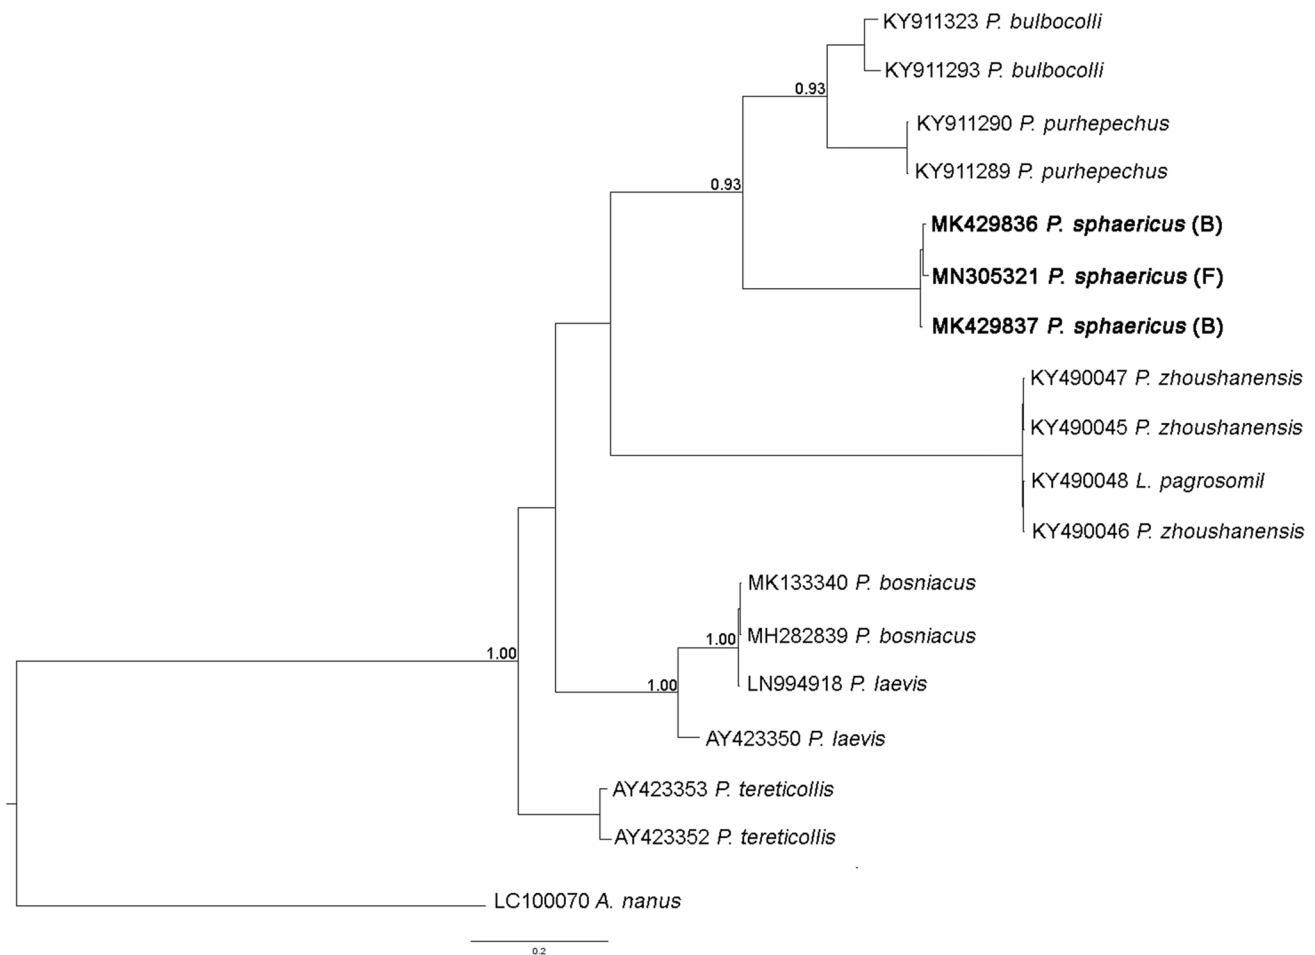 KY911323 P. bulbocolli
KY911293 P. bulbocolli
0.93
KY911290 P. purhepechus
KY911289 P. purhepechus
0.93
MK429836 P. sphaericus (B)
MN305321 P. sphaericus (F)
MK429837 P. sphaericus (B)
KY490047 P. zhoushanensis
KY490045 P. zhoushanensis
KY490048 L. pagrosomil
KY490046 P. zhoushanensis
MK133340 P. bosniacus
MH282839 P. bosniacus
1.00
LN994918 P. laevis
1.00
1.00
AY423350 P. laevis
AY423353 P. tereticollis
AY423352 P. tereticollis
LC100070 A. nanus
0.2